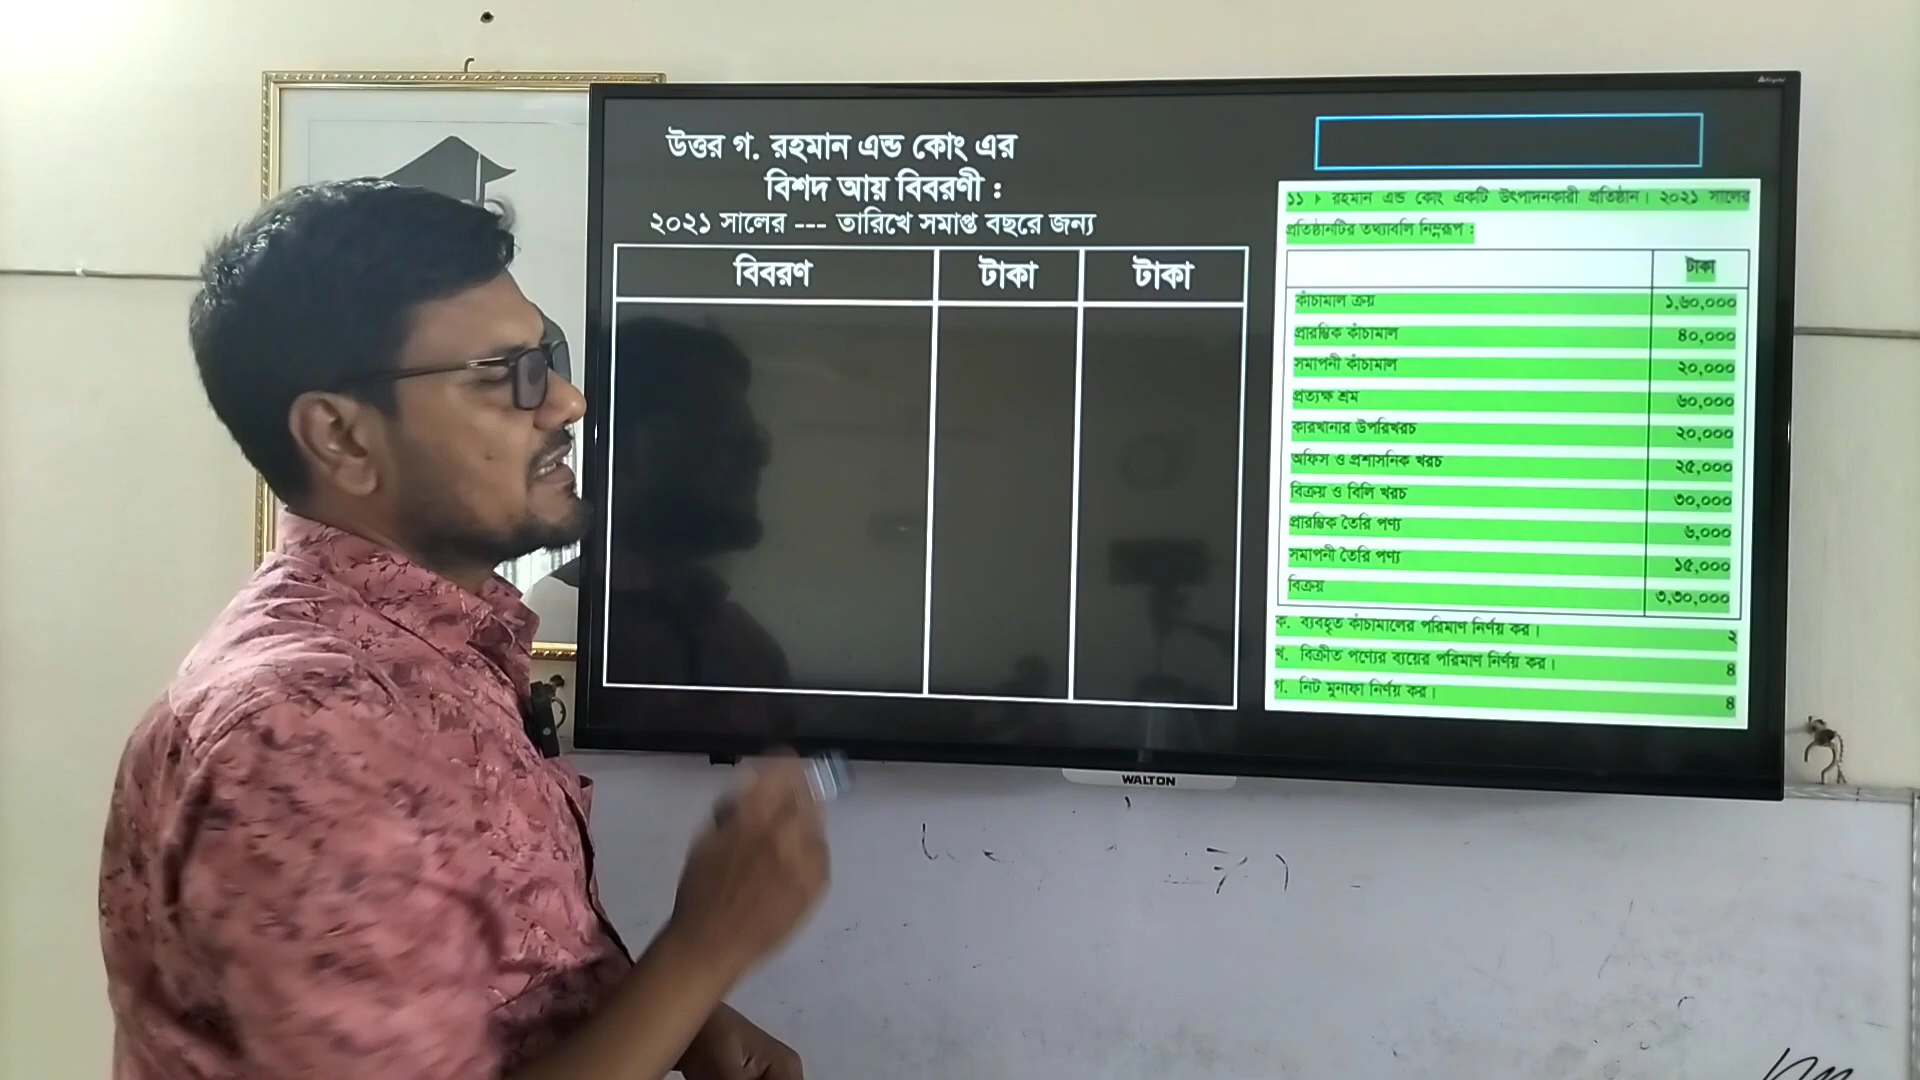 উত্তর গ. রহমান এন্ড কোং এর
বিশদ আয় বিবরণী :
২০২১ সালের --- তারিখে সমাপ্ত বছরে জন্য
বিবরণ টাকা টাকা
১১ ▸ রহমান এন্ড কোং একটি উৎপাদনকারী প্রতিষ্ঠান। ২০২১ সালের
প্রতিষ্ঠানটির তথ্যাবলি নিম্নরূপ :
টাকা
কাঁচামাল ক্রয় ১,৬০,০০০
প্রারম্ভিক কাঁচামাল ৪০,০০০
সমাপনী কাঁচামাল ২০,০০০
প্রত্যক্ষ শ্রম ৬০,০০০
কারখানার উপরিখরচ ২০,০০০
অফিস ও প্রশাসনিক খরচ ২৫,০০০
বিক্রয় ও বিলি খরচ ৩০,০০০
প্রারম্ভিক তৈরি পণ্য ৬,০০০
সমাপনী তৈরি পণ্য ১৫,০০০
বিক্রয় ৩,৩০,০০০
ক. ব্যবহৃত কাঁচামালের পরিমাণ নির্ণয় কর। ২
খ. বিক্রীত পণ্যের ব্যয়ের পরিমাণ নির্ণয় কর। ৪
গ. নিট মুনাফা নির্ণয় কর। ৪
WALTON